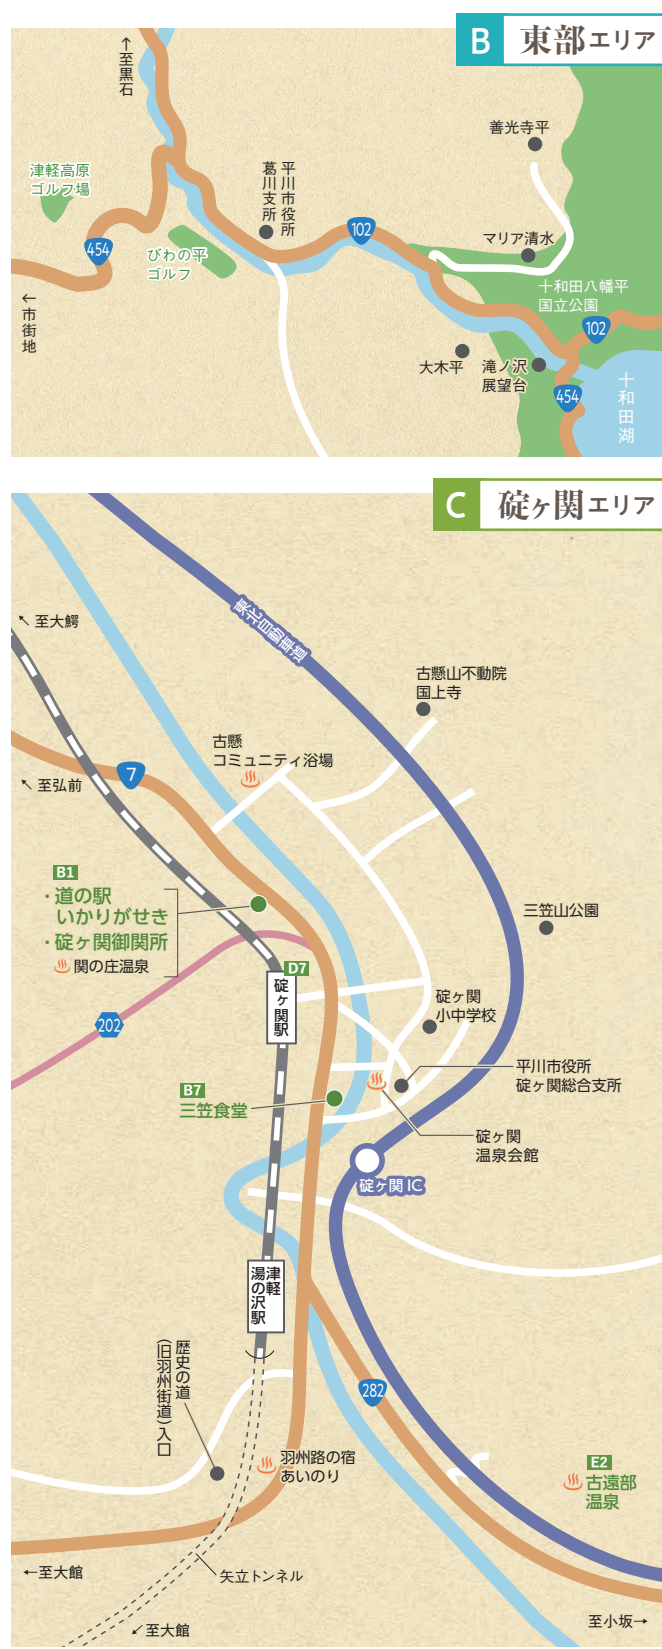 B 東部エリア
↑至黒石
津軽高原
ゴルフ場
454
びわの平
ゴルフ
平川市役所
葛川支所
102
善光寺平
マリア清水
十和田八幡平
国立公園
102
←市街地
大木平
滝ノ沢
展望台
454
十和田湖
C 碇ヶ関エリア
東北自動車道
↖至大鰐
古懸山不動院
国上寺
古懸
コミュニティ浴場
7
↖至弘前
B1
・道の駅
いかりがせき
・碇ヶ関御関所
関の庄温泉
三笠山公園
D7
碇ヶ関駅
碇ヶ関
小中学校
202
平川市役所
碇ヶ関総合支所
B7
三笠食堂
碇ヶ関
温泉会館
碇ヶ関IC
津軽
湯の沢駅
歴史の道
(旧羽州街道)入口
282
羽州路の宿
あいのり
E2
古遠部
温泉
←至大館
矢立トンネル
↙至大館
至小坂→